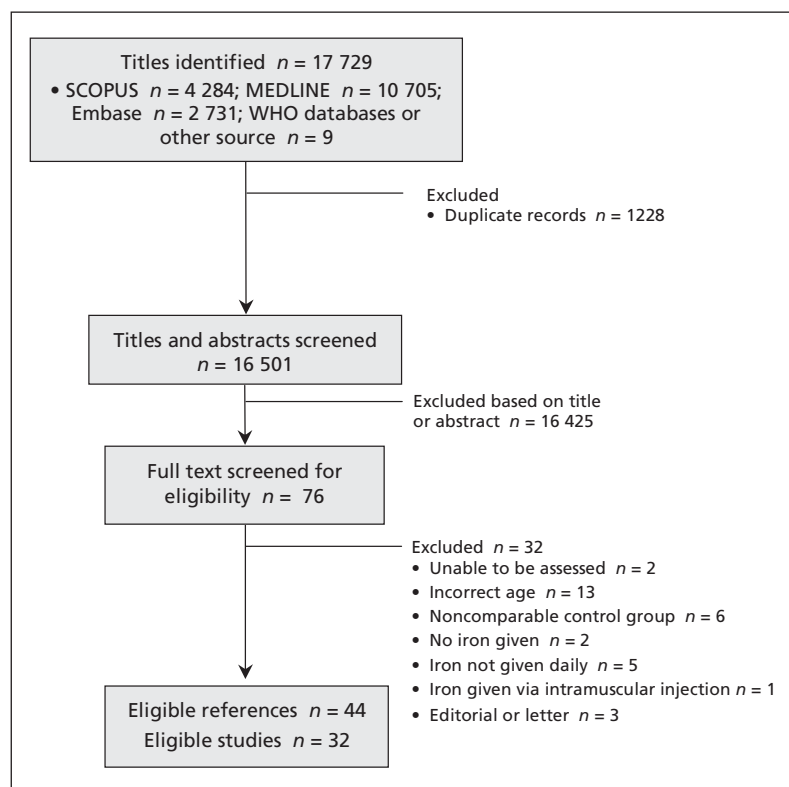 Titles identified n = 17 729
• SCOPUS n = 4 284; MEDLINE n = 10 705;
Embase n = 2 731; WHO databases or
other source n = 9
Excluded
• Duplicate records n = 1228
Titles and abstracts screened
n = 16 501
Excluded based on title
or abstract n = 16 425
Full text screened for
eligibility n = 76
Excluded n = 32
• Unable to be assessed n = 2
• Incorrect age n = 13
• Noncomparable control group n = 6
• No iron given n = 2
• Iron not given daily n = 5
• Iron given via intramuscular injection n = 1
• Editorial or letter n = 3
Eligible references n = 44
Eligible studies n = 32